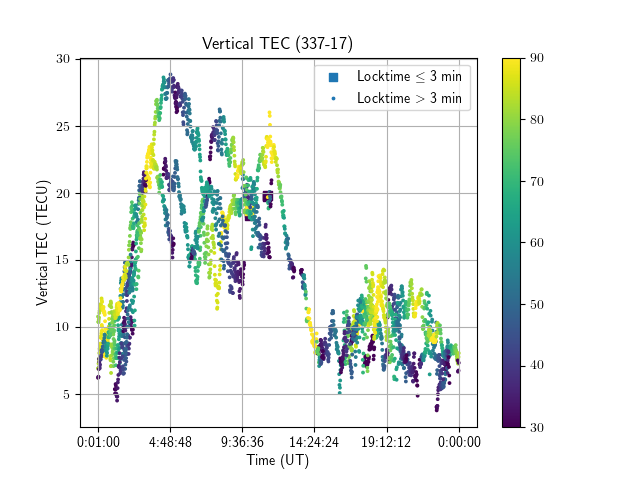 Vertical TEC (337-17)
Locktime ≤ 3 min
Locktime > 3 min
30
25
20
15
10
5
Vertical TEC (TECU)
0:01:00 4:48:48 9:36:36 14:24:24 19:12:12 0:00:00
Time (UT)
90
80
70
60
50
40
30